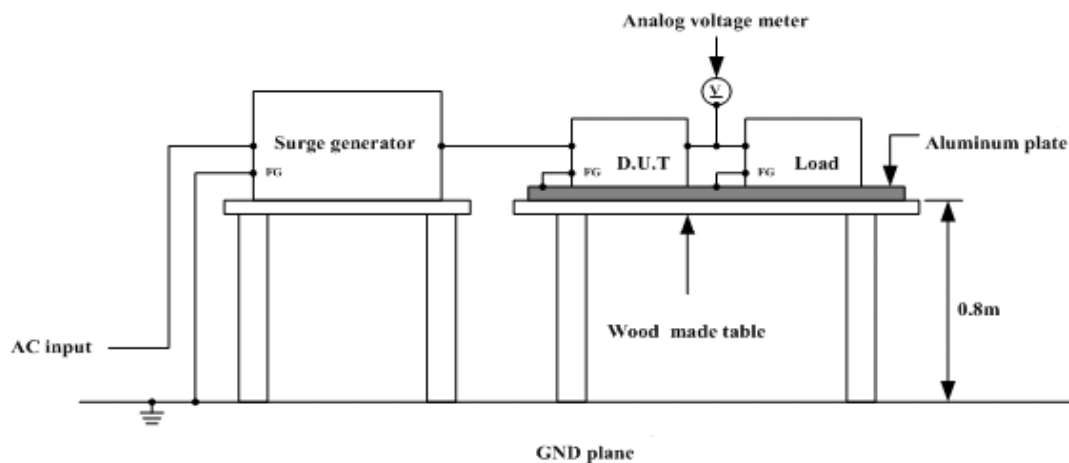 Analog voltage meter
V
Surge generator
Aluminum plate
D.U.T
Load
FG
FG
FG
0.8m
Wood made table
AC input
GND plane